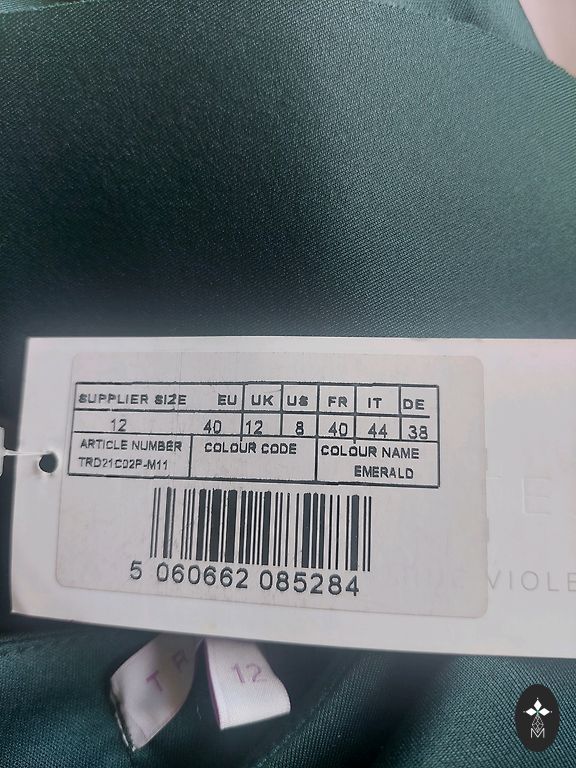 SUPPLIER SIZE EU UK US FR IT DE
12 40 12 8 40 44 38
ARTICLE NUMBER COLOUR CODE COLOUR NAME
TRD21C02P-M11 EMERALD
5 060662 085284
TE
VIOLE
T R 12
M